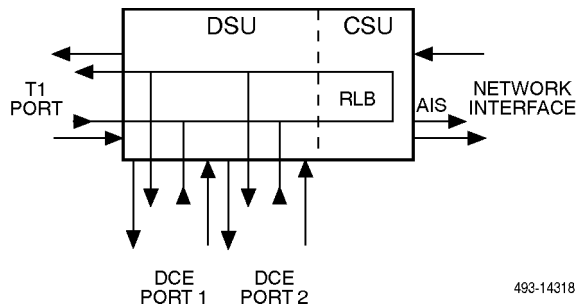 DSU CSU
T1
PORT
RLB
AIS
NETWORK
INTERFACE
DCE
PORT 1
DCE
PORT 2
493-14318